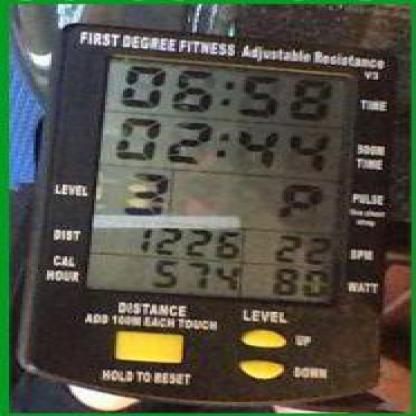 FIRST DEGREE FITNESS Adjustable Resistance
V3
06:58 TIME
02:44 500M TIME
LEVEL 3 P PULSE
DIST 1226 22 SPM
CAL HOUR 574 80 WATT
DISTANCE
ADD 100M EACH TOUCH
LEVEL
UP
HOLD TO RESET
DOWN